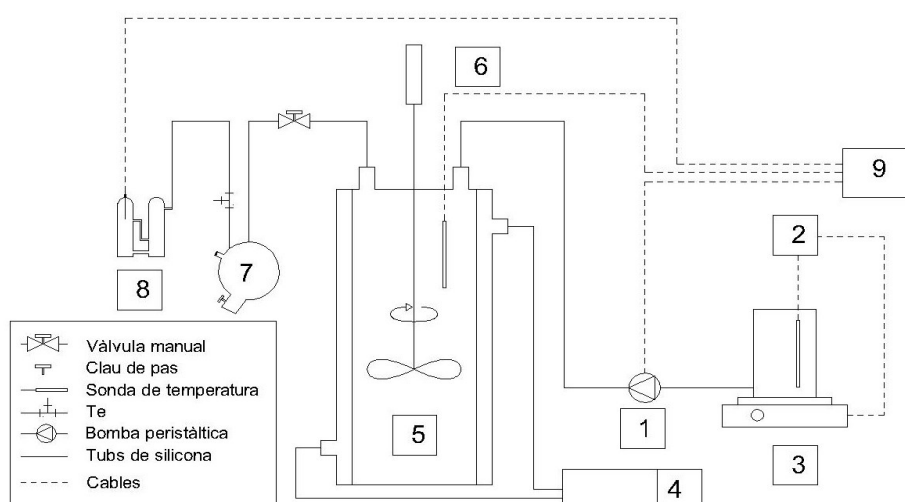 6
9
2
7
8
5
1
3
4
Vàlvula manual
Clau de pas
Sonda de temperatura
Te
Bomba peristàltica
Tubs de silicona
Cables